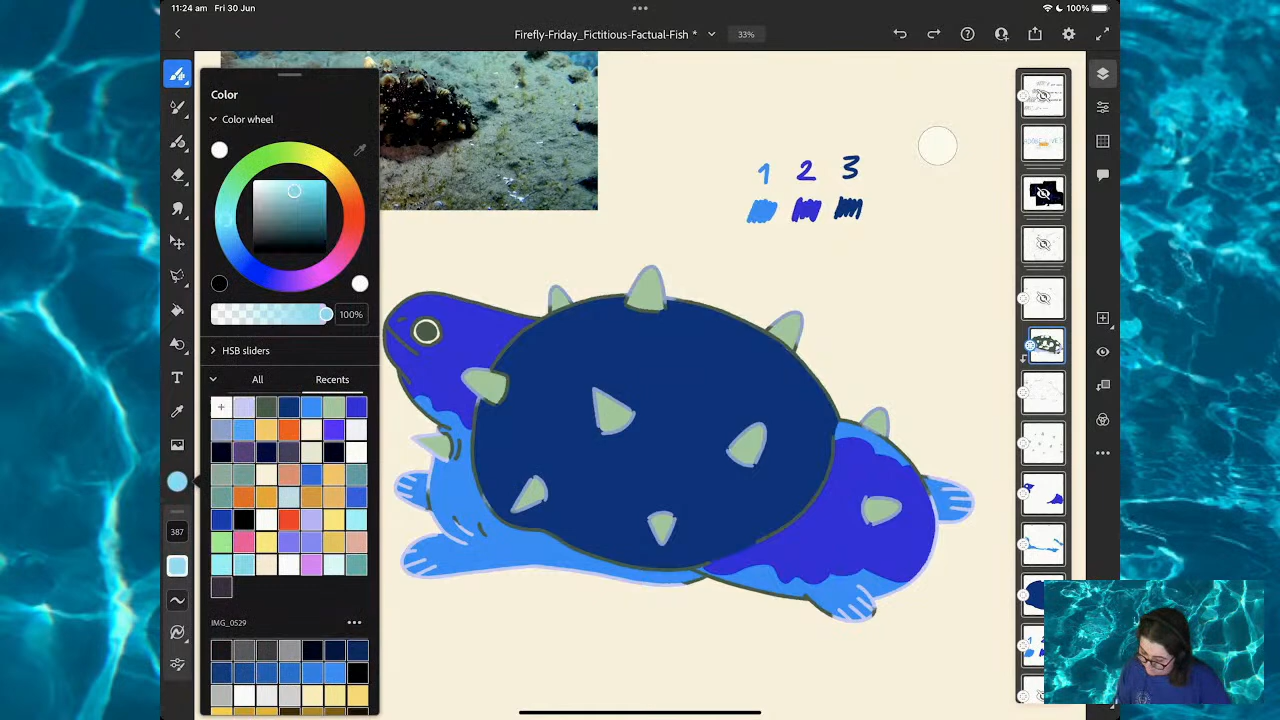 11:24 am Fri 30 Jun
100%
Firefly-Friday_Fictitious-Factual-Fish *
33%
Color
Color wheel
1 2 3
100%
HSB sliders
All Recents
387
T
IMG_0529